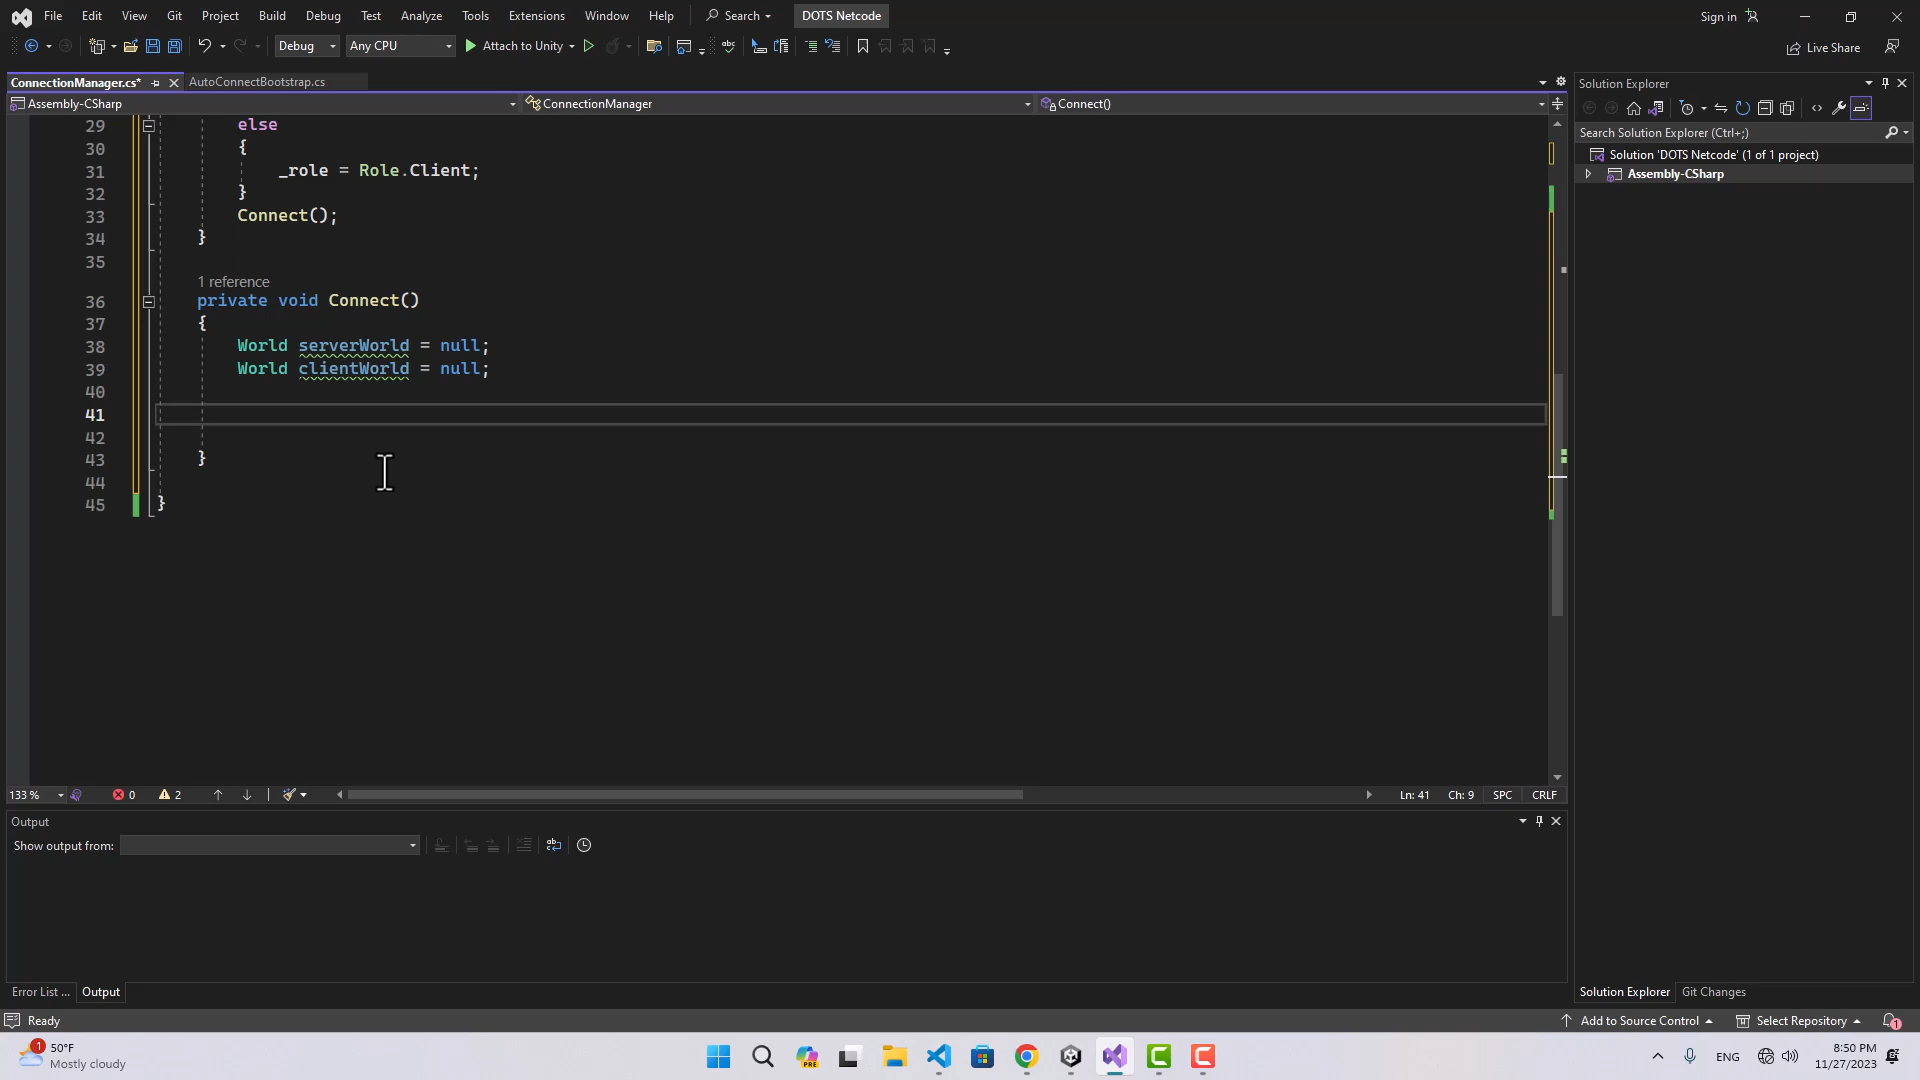 File Edit View Git Project Build Debug Test Analyze Tools Extensions Window Help Search DOTS Netcode Sign in
Debug Any CPU Attach to Unity Live Share
ConnectionManager.cs* AutoConnectBootstrap.cs
Assembly-CSharp ConnectionManager Connect()
29 else
30 {
31 _role = Role.Client;
32 }
33 Connect();
34 }
35
1 reference
36 private void Connect()
37 {
38 World serverWorld = null;
39 World clientWorld = null;
40
41
42
43 }
44
45 }
133 % 0 2 Ln: 41 Ch: 9 SPC CRLF
Output
Show output from:
Error List ... Output
Solution Explorer
Search Solution Explorer (Ctrl+;)
Solution 'DOTS Netcode' (1 of 1 project)
Assembly-CSharp
Solution Explorer Git Changes
Ready Add to Source Control Select Repository 1
1 50°F
Mostly cloudy
PRE
ENG
8:50 PM
11/27/2023